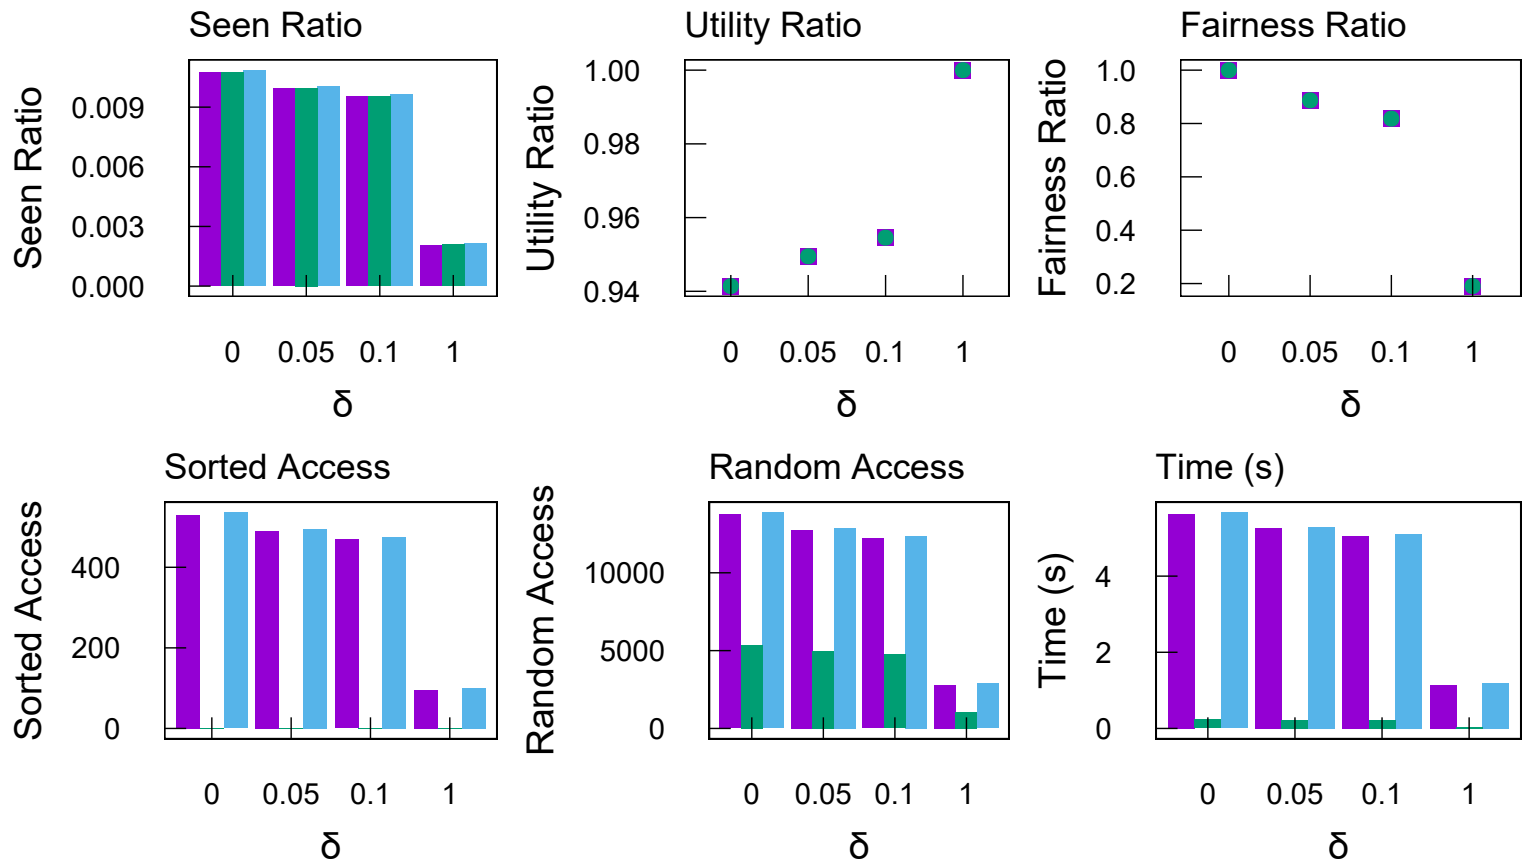 Seen Ratio
Seen Ratio
0.009
0.006
0.003
0.000
0 0.05 0.1 1
δ
Utility Ratio
Utility Ratio
1.00
0.98
0.96
0.94
0 0.05 0.1 1
δ
Fairness Ratio
Fairness Ratio
1.0
0.8
0.6
0.4
0.2
0 0.05 0.1 1
δ
Sorted Access
Sorted Access
400
200
0
0 0.05 0.1 1
δ
Random Access
Random Access
10000
5000
0
0 0.05 0.1 1
δ
Time (s)
Time (s)
4
2
0
0 0.05 0.1 1
δ